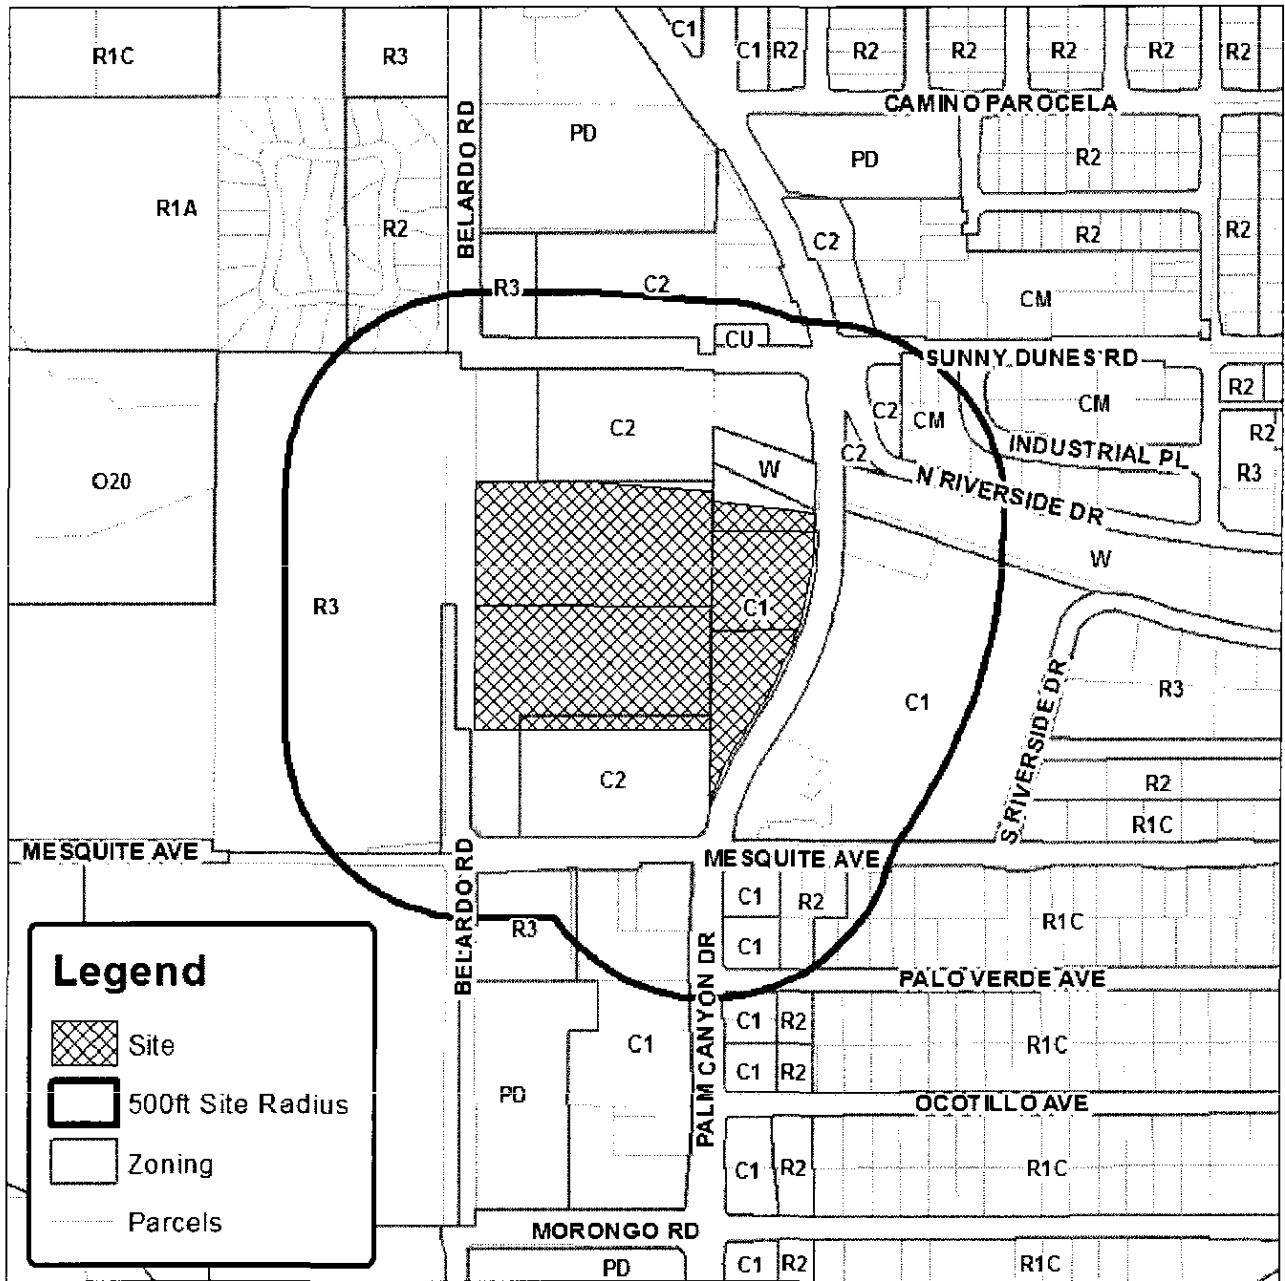 C1
R1C
R3
C1
R2
R2
R2
R2
R2
R2
CAMINO PAROCELA
BELARDO RD
PD
PD
R2
R1A
R2
R2
R2
C2
R3
C2
CM
CU
SUNNY DUNES RD
R2
C2
CM
CM
R2
C2
INDUSTRIAL PL
C2
W
R3
O20
N RIVERSIDE DR
W
R3
C1
S RIVERSIDE DR
R3
C1
C2
R2
R1C
MESQUITE AVE
MESQUITE AVE
BELARDO RD
C1
R2
R3
C1
R1C
PALM CANYON DR
PALO VERDE AVE
C1
R2
C1
R1C
C1
R2
PD
OCOTILLO AVE
C1
R2
R1C
MORONGO RD
PD
C1
R2
R1C
Legend
Site
500ft Site Radius
Zoning
Parcels